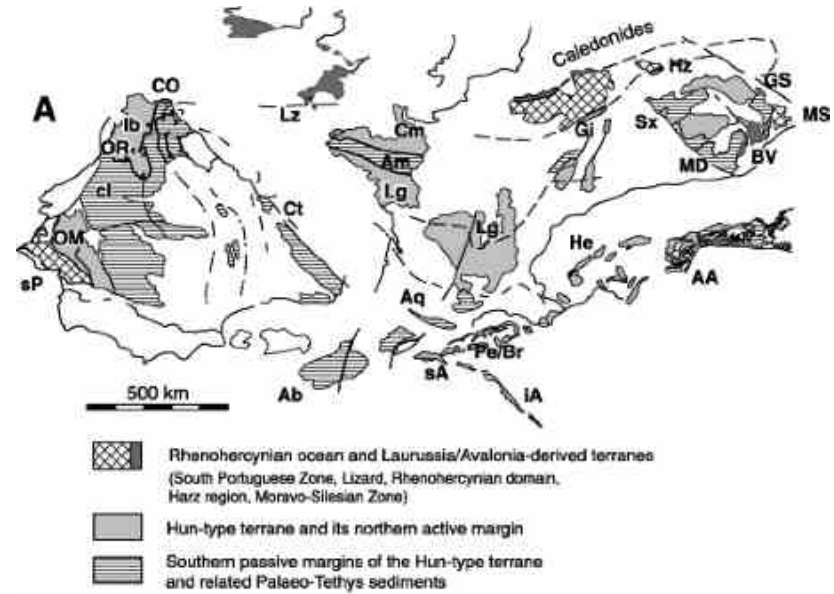 A
CO
Ib
OR
cI
OM
sP
Ct
Lz
Cm
Am
Lg
Lg
Aq
Ab
sA
Pe/Br
iA
He
AA
Caledonides
Hz
Gi
Sx
MD
BV
GS
MS
500 km
Rhenohercynian ocean and Laurussia/Avalonia-derived terranes
(South Portuguese Zone, Lizard, Rhenohercynian domain,
Harz region, Moravo-Silesian Zone)
Hun-type terrane and its northern active margin
Southern passive margins of the Hun-type terrane
and related Palaeo-Tethys sediments